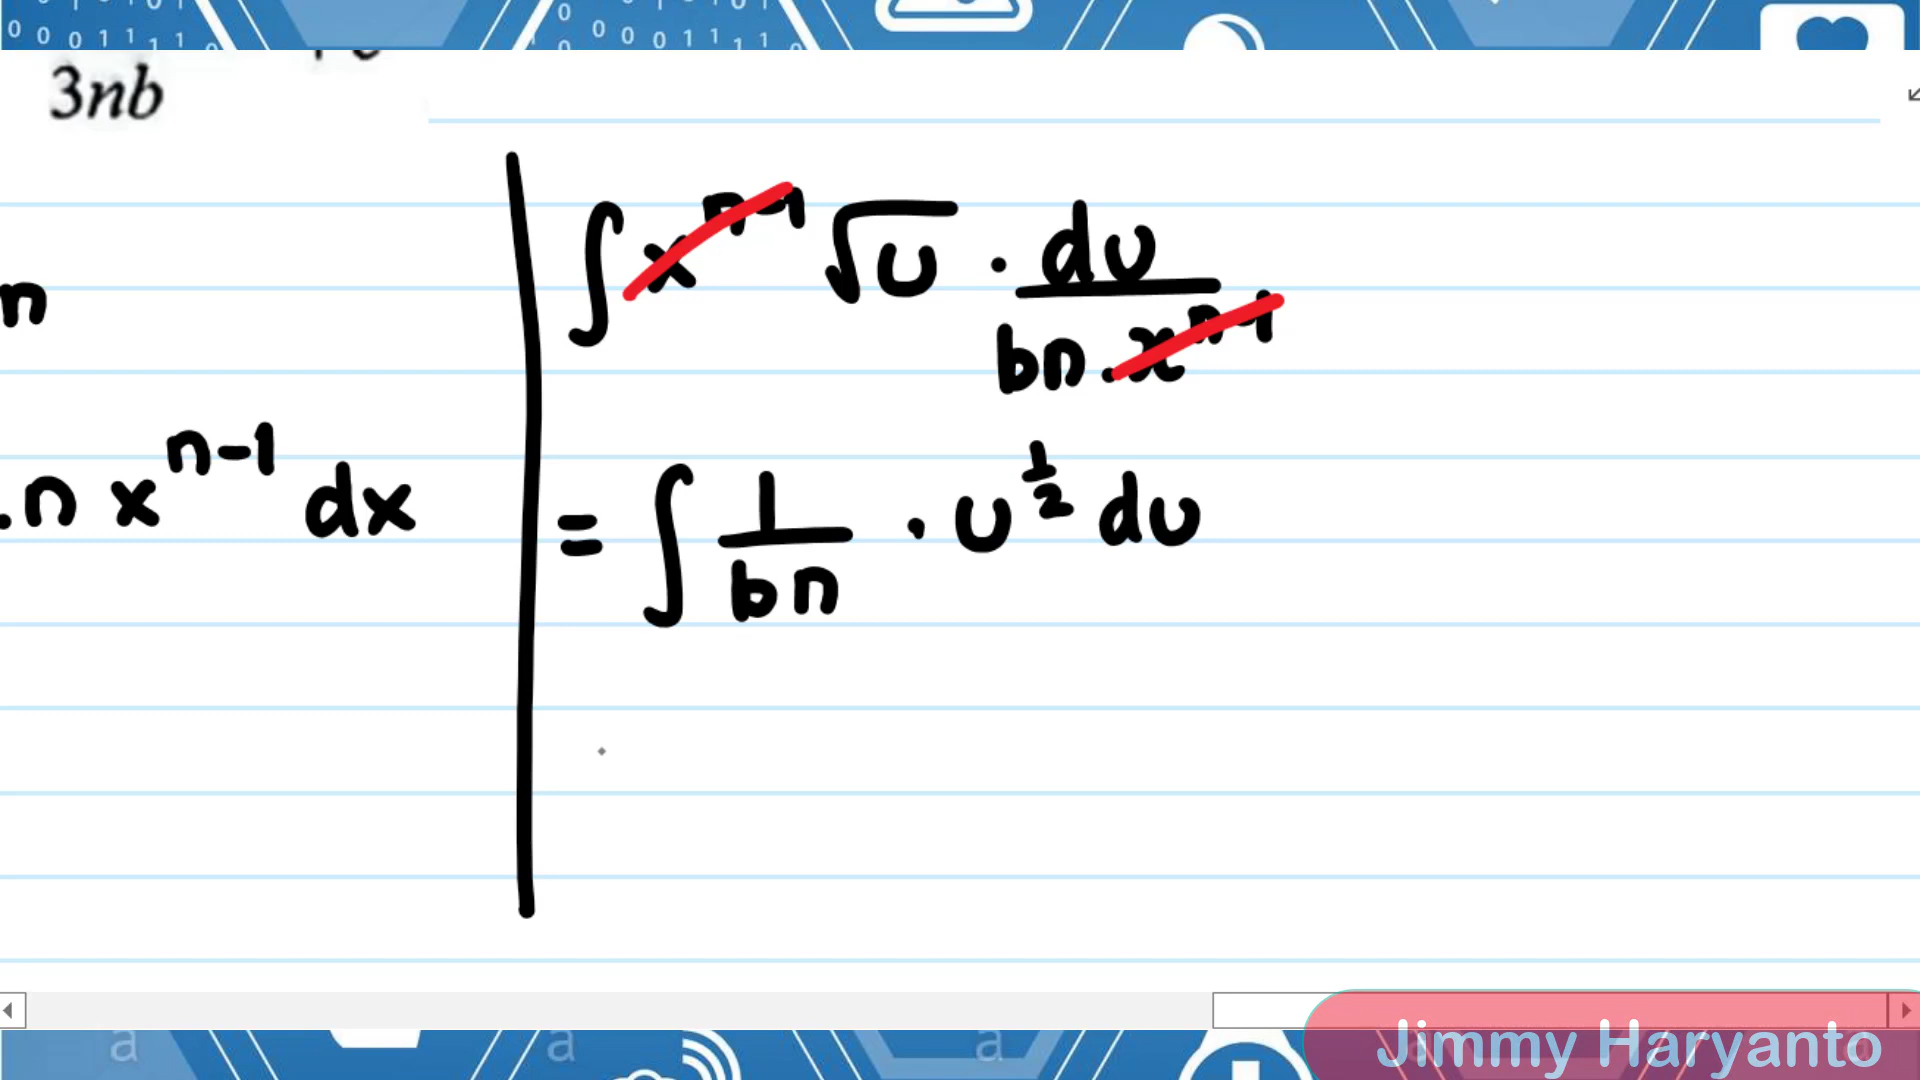 3nb
∫ x^(n-1) √u · du / bn·x^(n-1)
n
.n x^(n-1) dx
= ∫ 1/bn · u^(1/2) du
Jimmy Haryanto